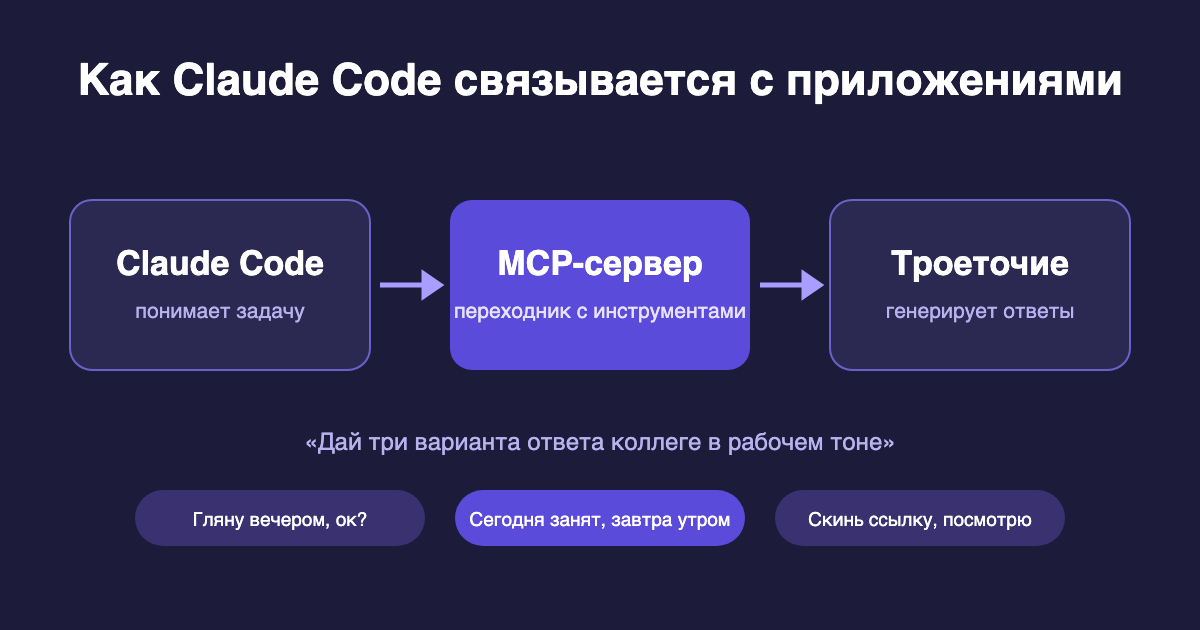 Как Claude Code связывается с приложениями
Claude Code
понимает задачу
MCP-сервер
переходник с инструментами
Троеточие
генерирует ответы
«Дай три варианта ответа коллеге в рабочем тоне»
Гляну вечером, ок?
Сегодня занят, завтра утром
Скинь ссылку, посмотрю